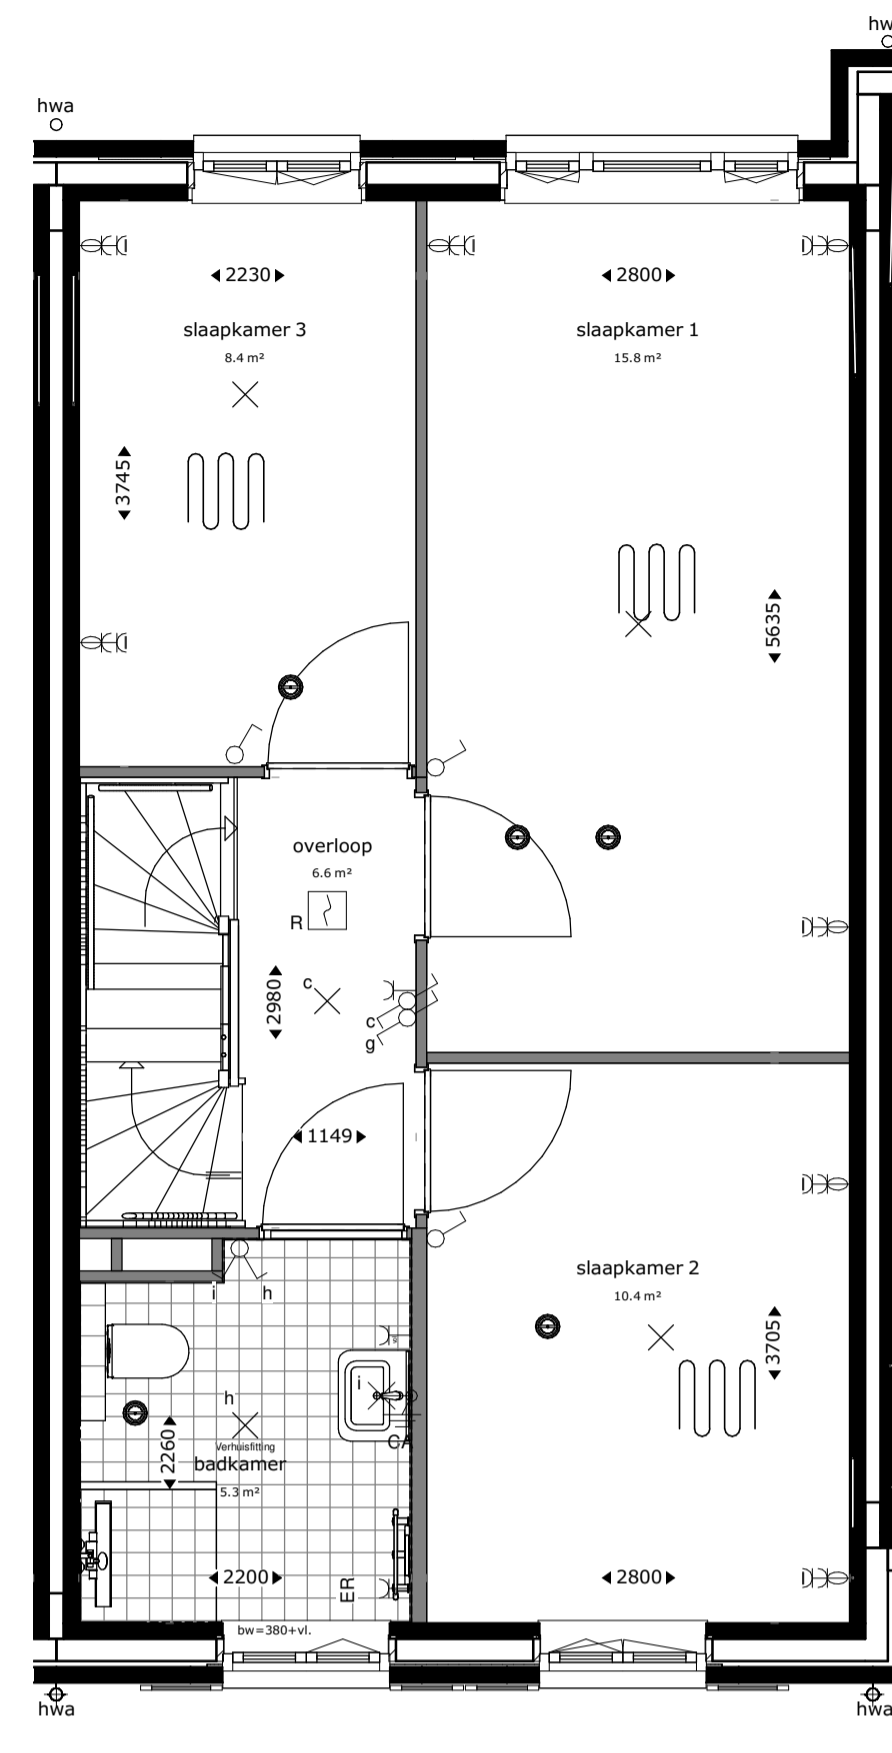 hw
hwa
2230
2800
slaapkamer 3
slaapkamer 1
8.4 m²
15.8 m²
3745
5635
overloop
6.6 m²
R
2980
c
c
g
1149
slaapkamer 2
10.4 m²
i
h
3705
i
h
Verhuisfitting
2260
badkamer
5.3 m²
2200
ER
2800
bw=380+vl.
hwa
hwa